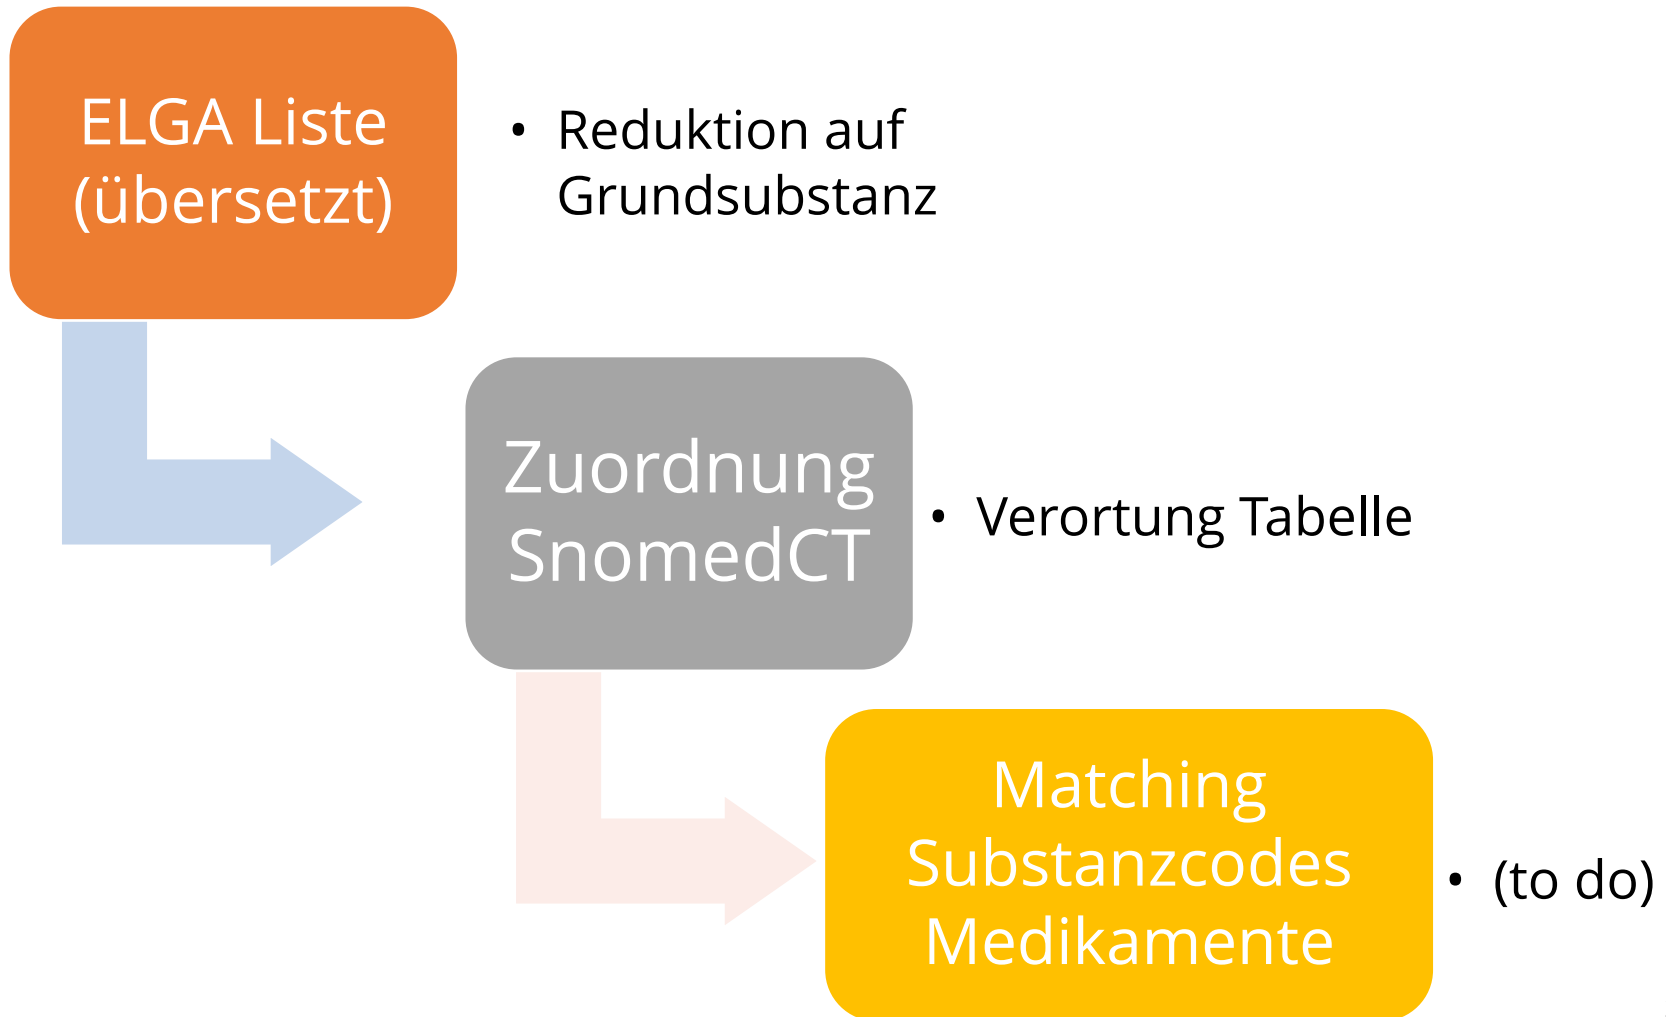 ELGA Liste
(übersetzt)
• Reduktion auf
Grundsubstanz
Zuordnung
SnomedCT
• Verortung Tabelle
Matching
Substanzcodes
Medikamente
• (to do)